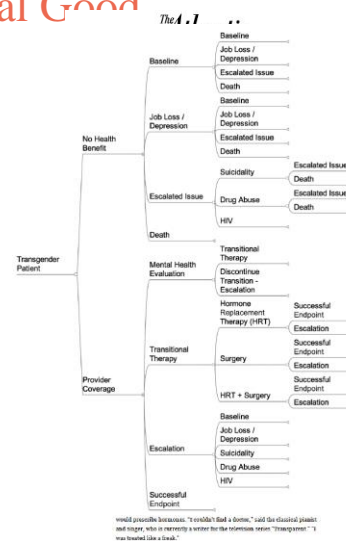 al Good
The
Baseline
Job Loss /
Depression
Escalated Issue
Death
Baseline
Baseline
Job Loss /
Depression
Escalated Issue
Death
Job Loss /
Depression
No Health
Benefit
Suicidality
Escalated Issue
Death
Escalated Issue
Drug Abuse
Escalated Issue
Death
HIV
Death
Transgender
Patient
Mental Health
Evaluation
Transitional
Therapy
Discontinue
Transition -
Escalation
Hormone
Replacement
Therapy (HRT)
Successful
Endpoint
Escalation
Transitional
Therapy
Surgery
Successful
Endpoint
Escalation
Provider
Coverage
HRT + Surgery
Successful
Endpoint
Escalation
Baseline
Job Loss /
Depression
Escalation
Suicidality
Drug Abuse
HIV
Successful
Endpoint
would prescribe hormones. "I couldn't find a doctor," said the classical pianist
and singer, who is currently a writer for the television series "Transparent." "I
was treated like a freak."